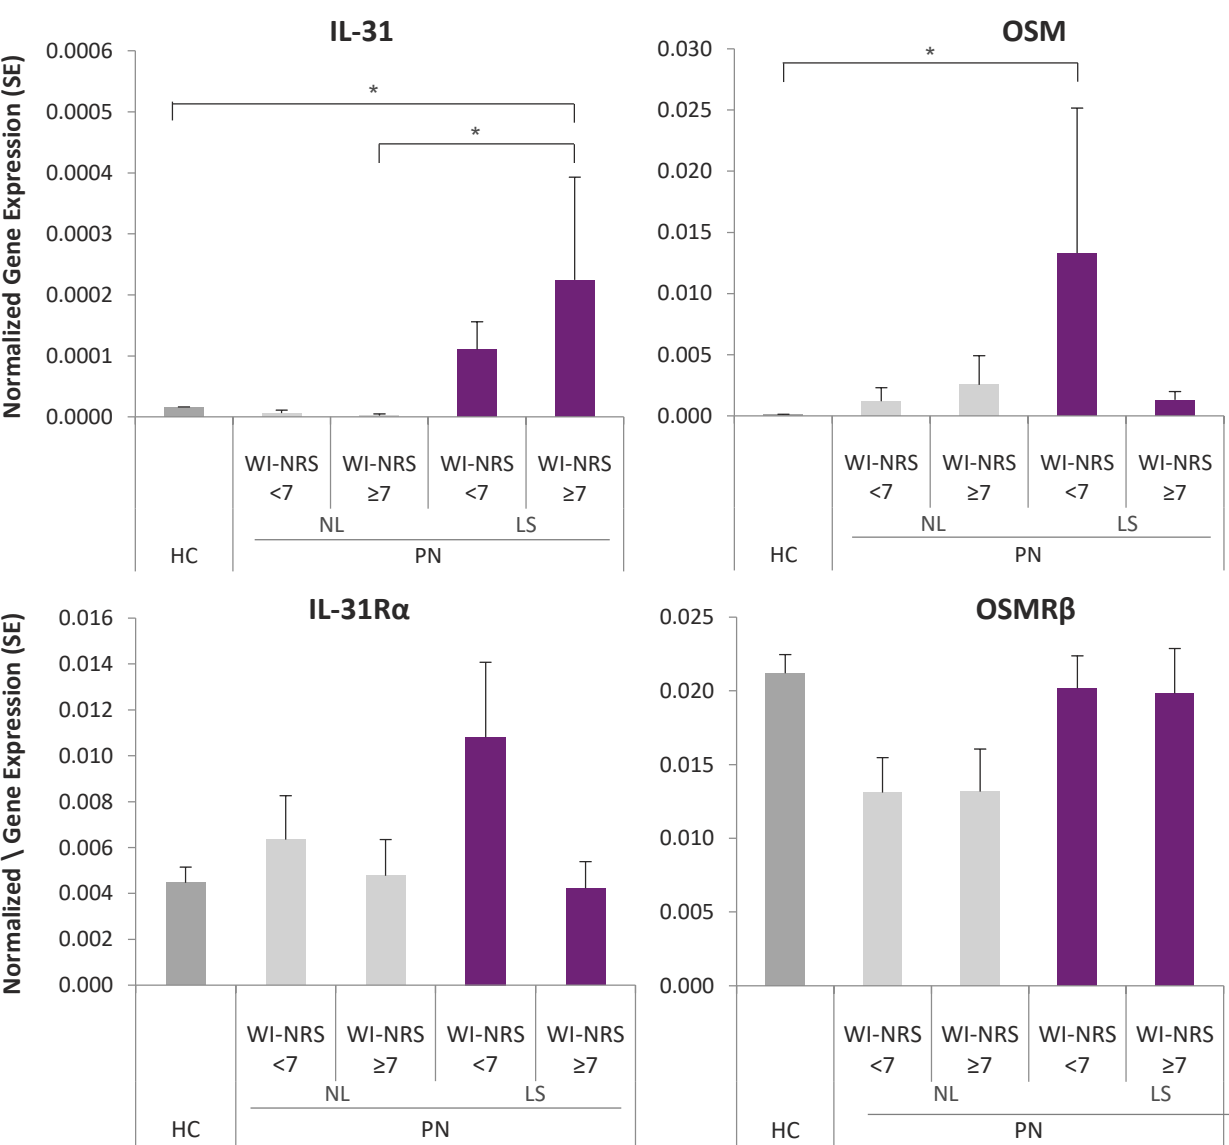 IL-31
Normalized Gene Expression (SE)
0.0006
0.0005
0.0004
0.0003
0.0002
0.0001
0.0000
*
*
WI-NRS WI-NRS WI-NRS WI-NRS
<7 ≥7 <7 ≥7
NL LS
HC PN
OSM
0.030
0.025
0.020
0.015
0.010
0.005
0.000
*
WI-NRS WI-NRS WI-NRS WI-NRS
<7 ≥7 <7 ≥7
NL LS
HC PN
IL-31Rα
Normalized \ Gene Expression (SE)
0.016
0.014
0.012
0.010
0.008
0.006
0.004
0.002
0.000
WI-NRS WI-NRS WI-NRS WI-NRS
<7 ≥7 <7 ≥7
NL LS
HC PN
OSMRβ
0.025
0.020
0.015
0.010
0.005
0.000
WI-NRS WI-NRS WI-NRS WI-NRS
<7 ≥7 <7 ≥7
NL LS
HC PN